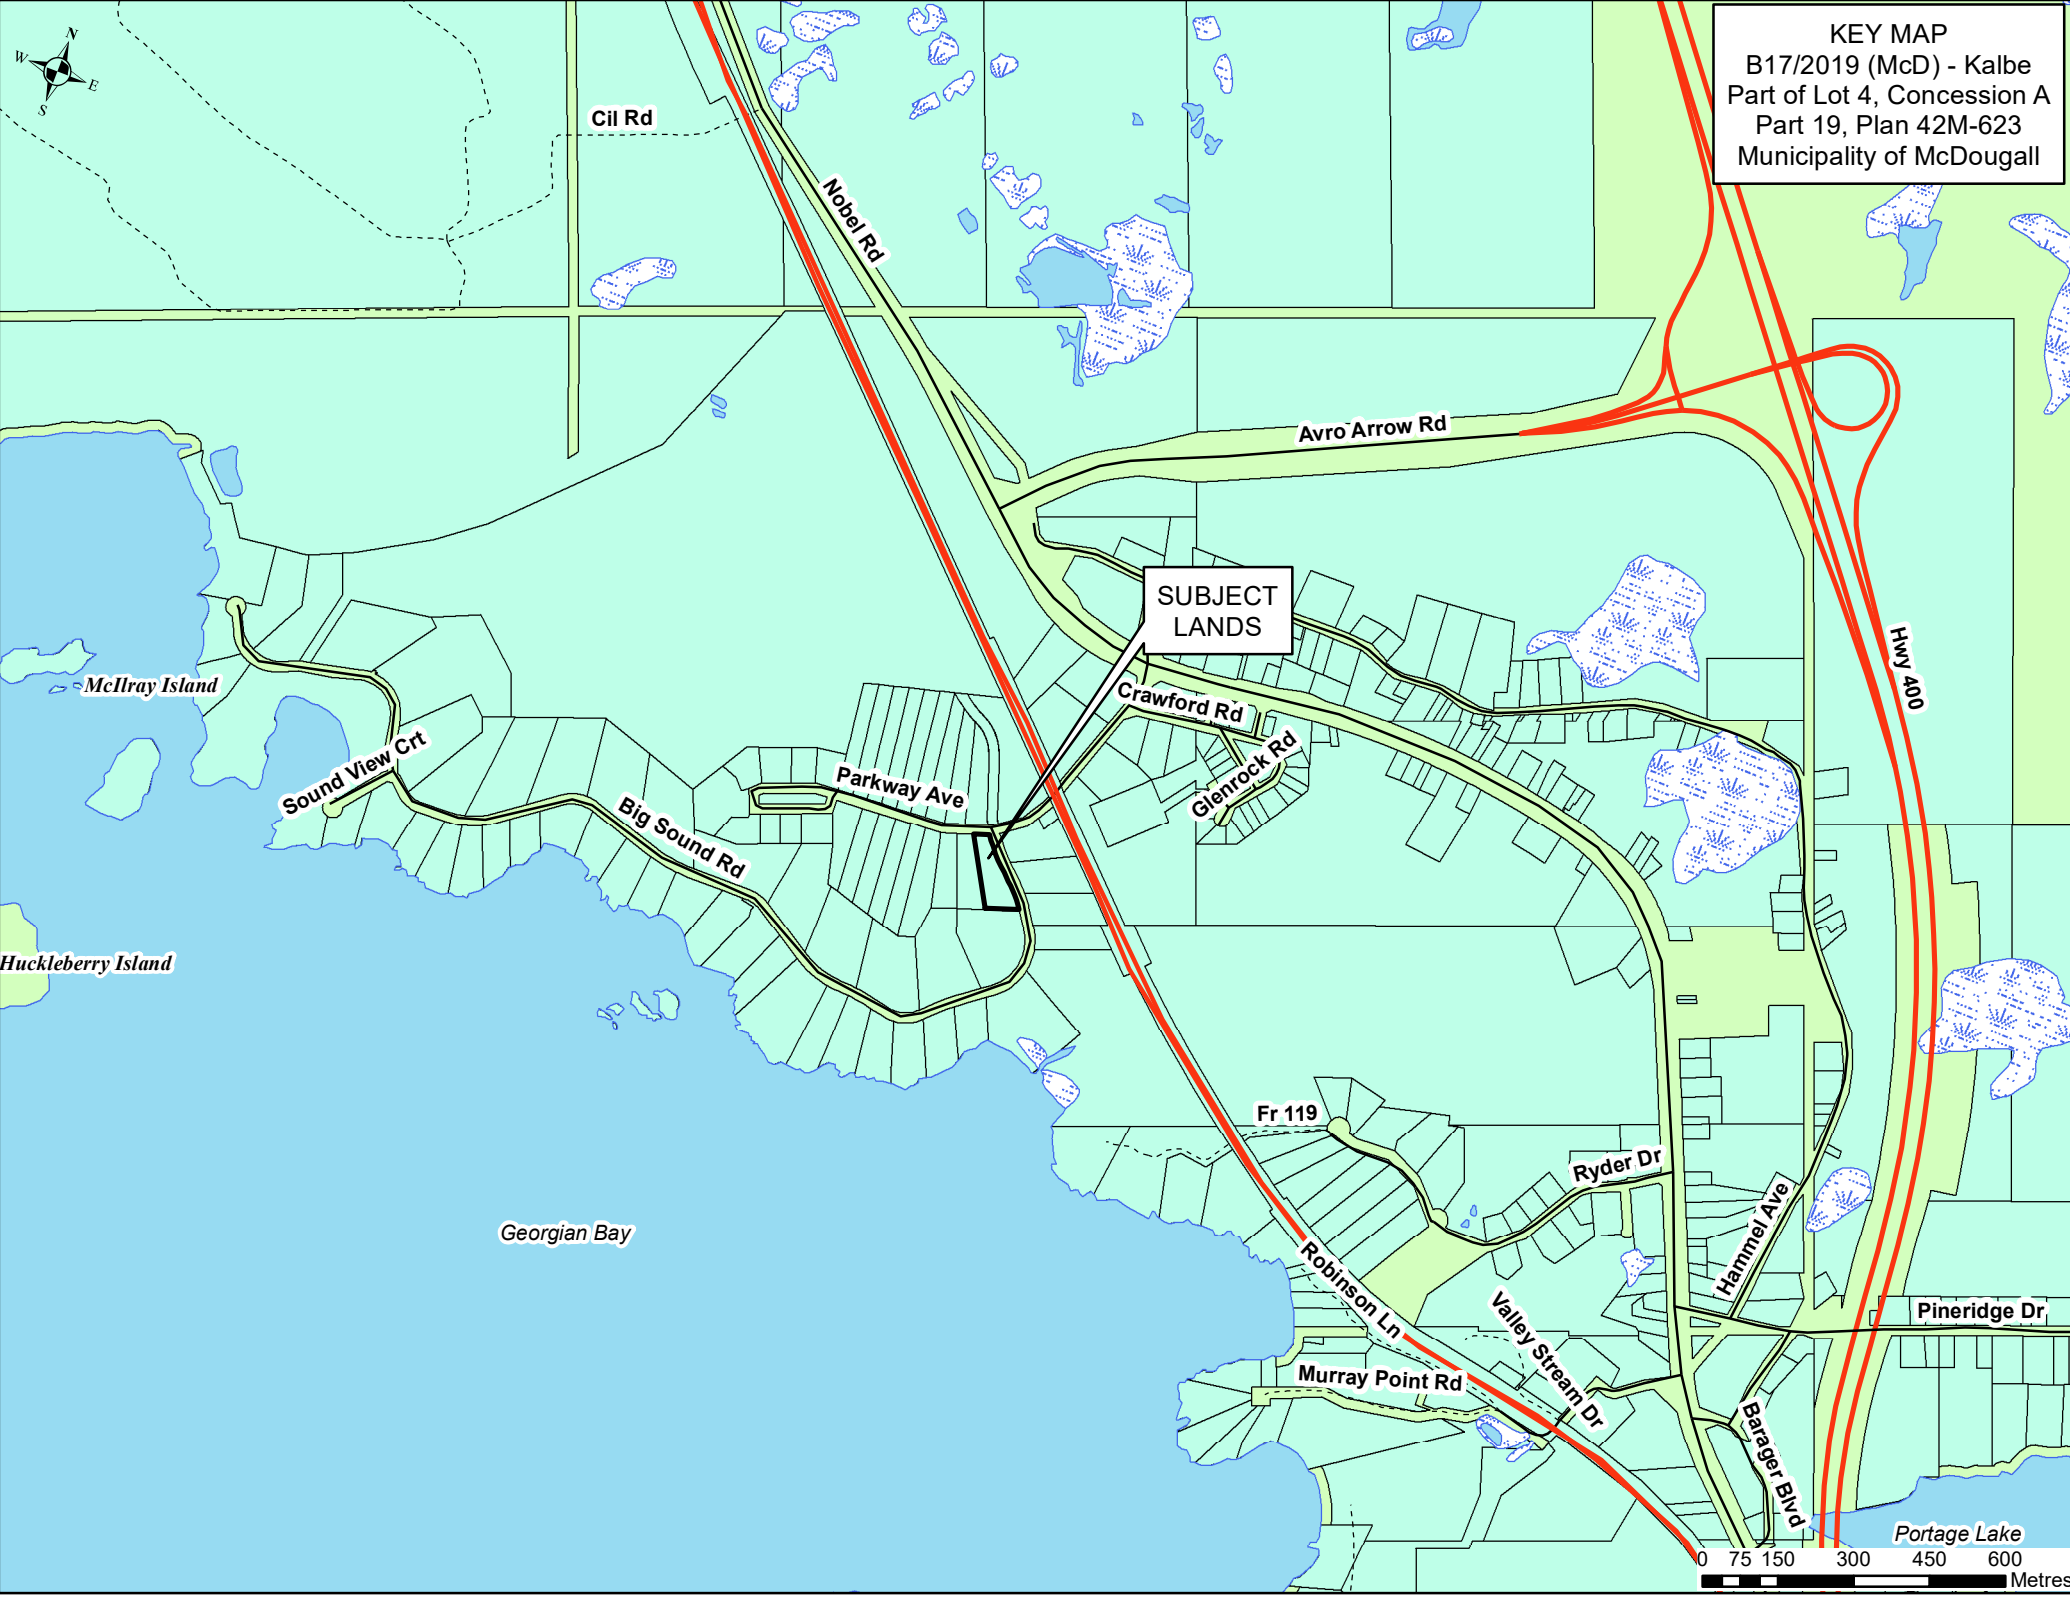 KEY MAP
B17/2019 (McD) - Kalbe
Part of Lot 4, Concession A
Part 19, Plan 42M-623
Municipality of McDougall
N
W
E
S
Cil Rd
Nobel Rd
Avro Arrow Rd
SUBJECT
LANDS
Hwy 400
McIlray Island
Crawford Rd
Sound View Crt
Glenrock Rd
Parkway Ave
Big Sound Rd
Huckleberry Island
Fr 119
Ryder Dr
Hammel Ave
Georgian Bay
Robinson Ln
Valley Stream Dr
Pineridge Dr
Murray Point Rd
Barager Blvd
Portage Lake
0 75 150 300 450 600
Metres